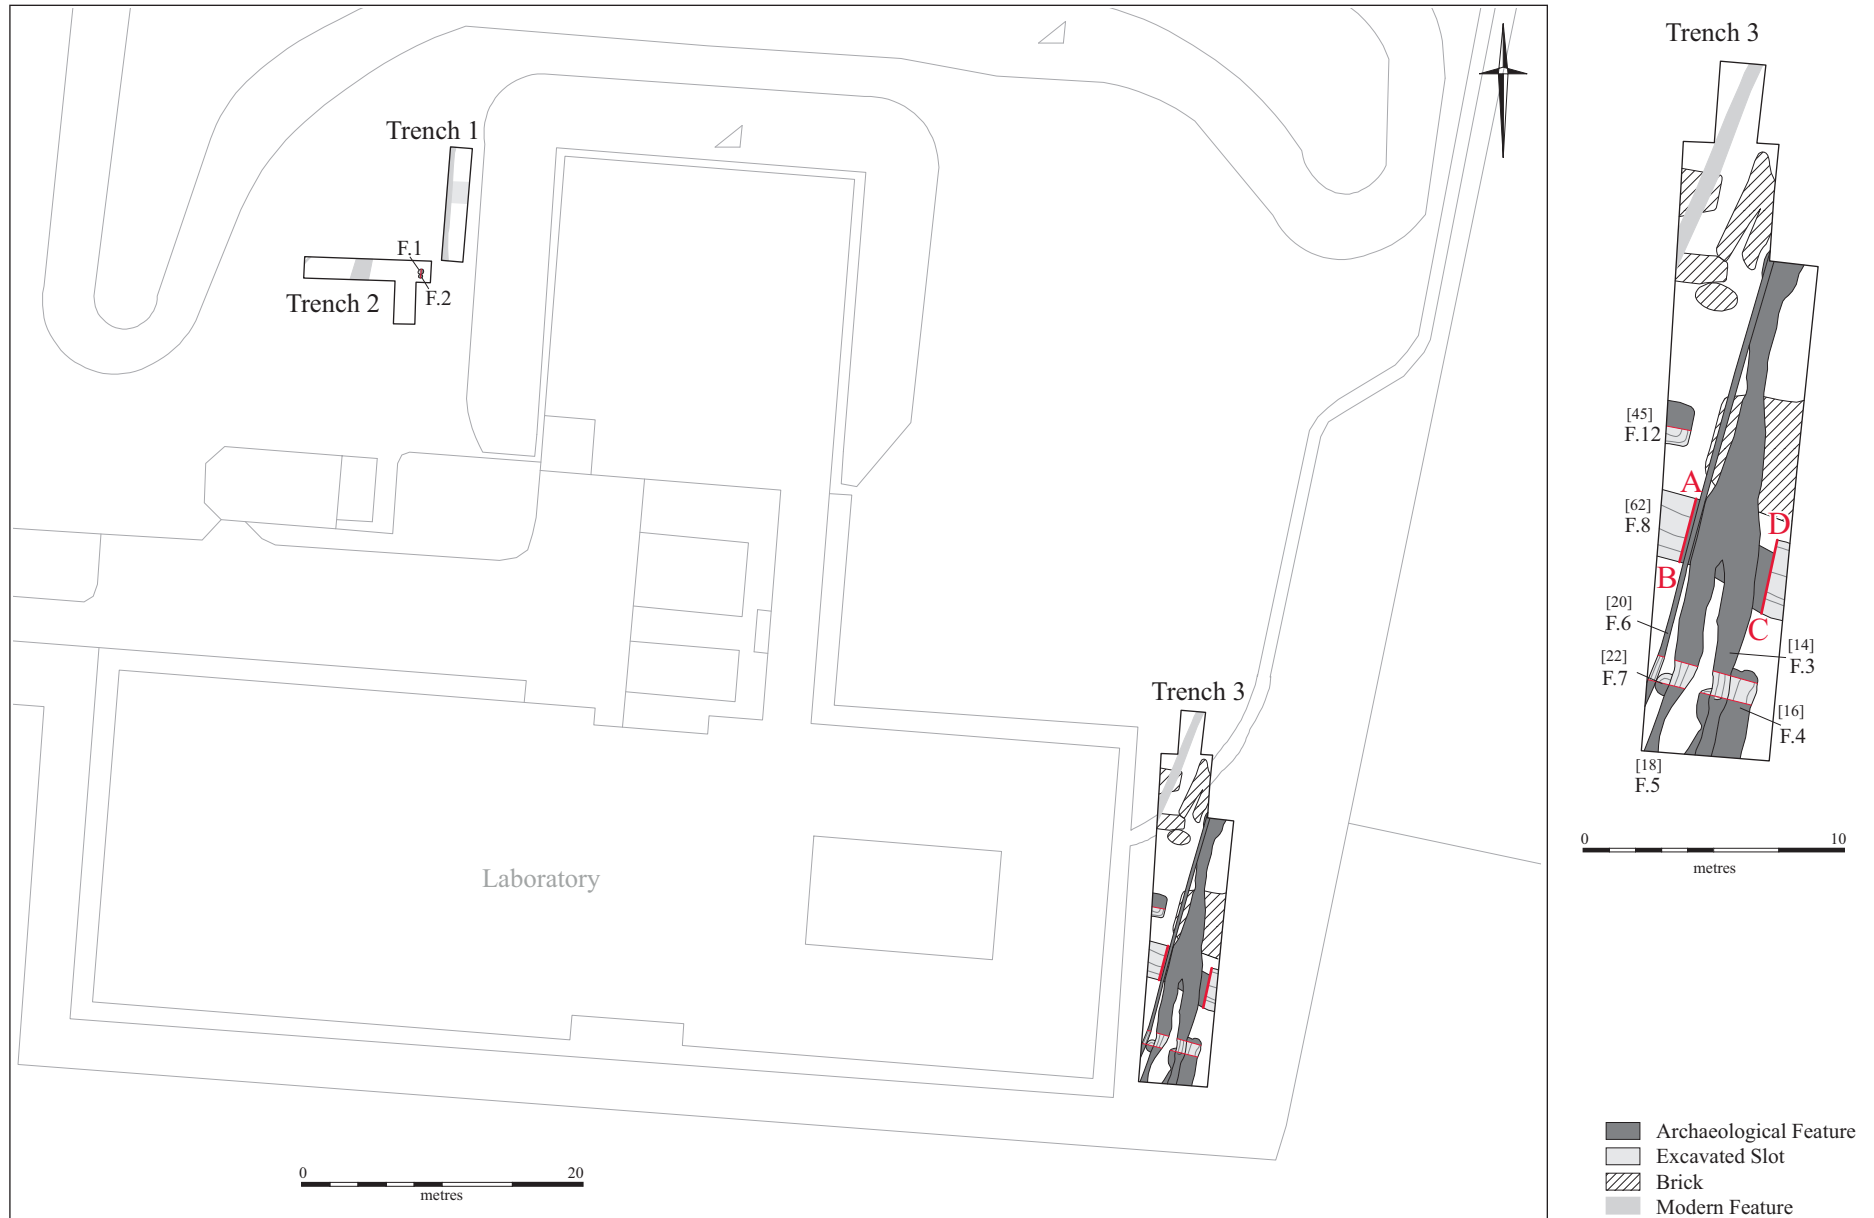 Trench 1
F.1
F.2
Trench 2
Trench 3
Laboratory
0 20
metres
Trench 3
[45]
F.12
A
[62]
F.8
D
B
[20]
F.6
C
[14]
F.3
[22]
F.7
[16]
F.4
[18]
F.5
0 10
metres
Archaeological Feature
Excavated Slot
Brick
Modern Feature